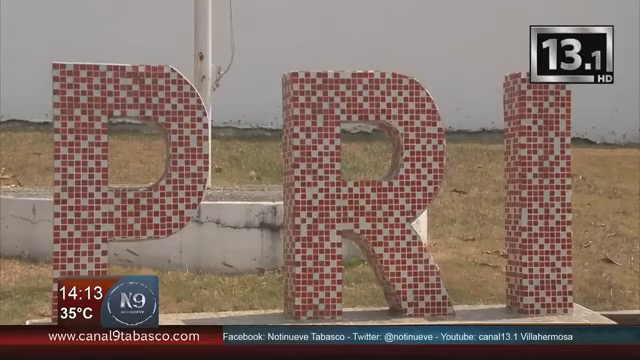 13.1
HD
PRI
14:13
N9
35°C
www.canal9tabasco.com
Facebook: Notinueve Tabasco - Twitter: @notinueve - Youtube: canal13.1 Villahermosa